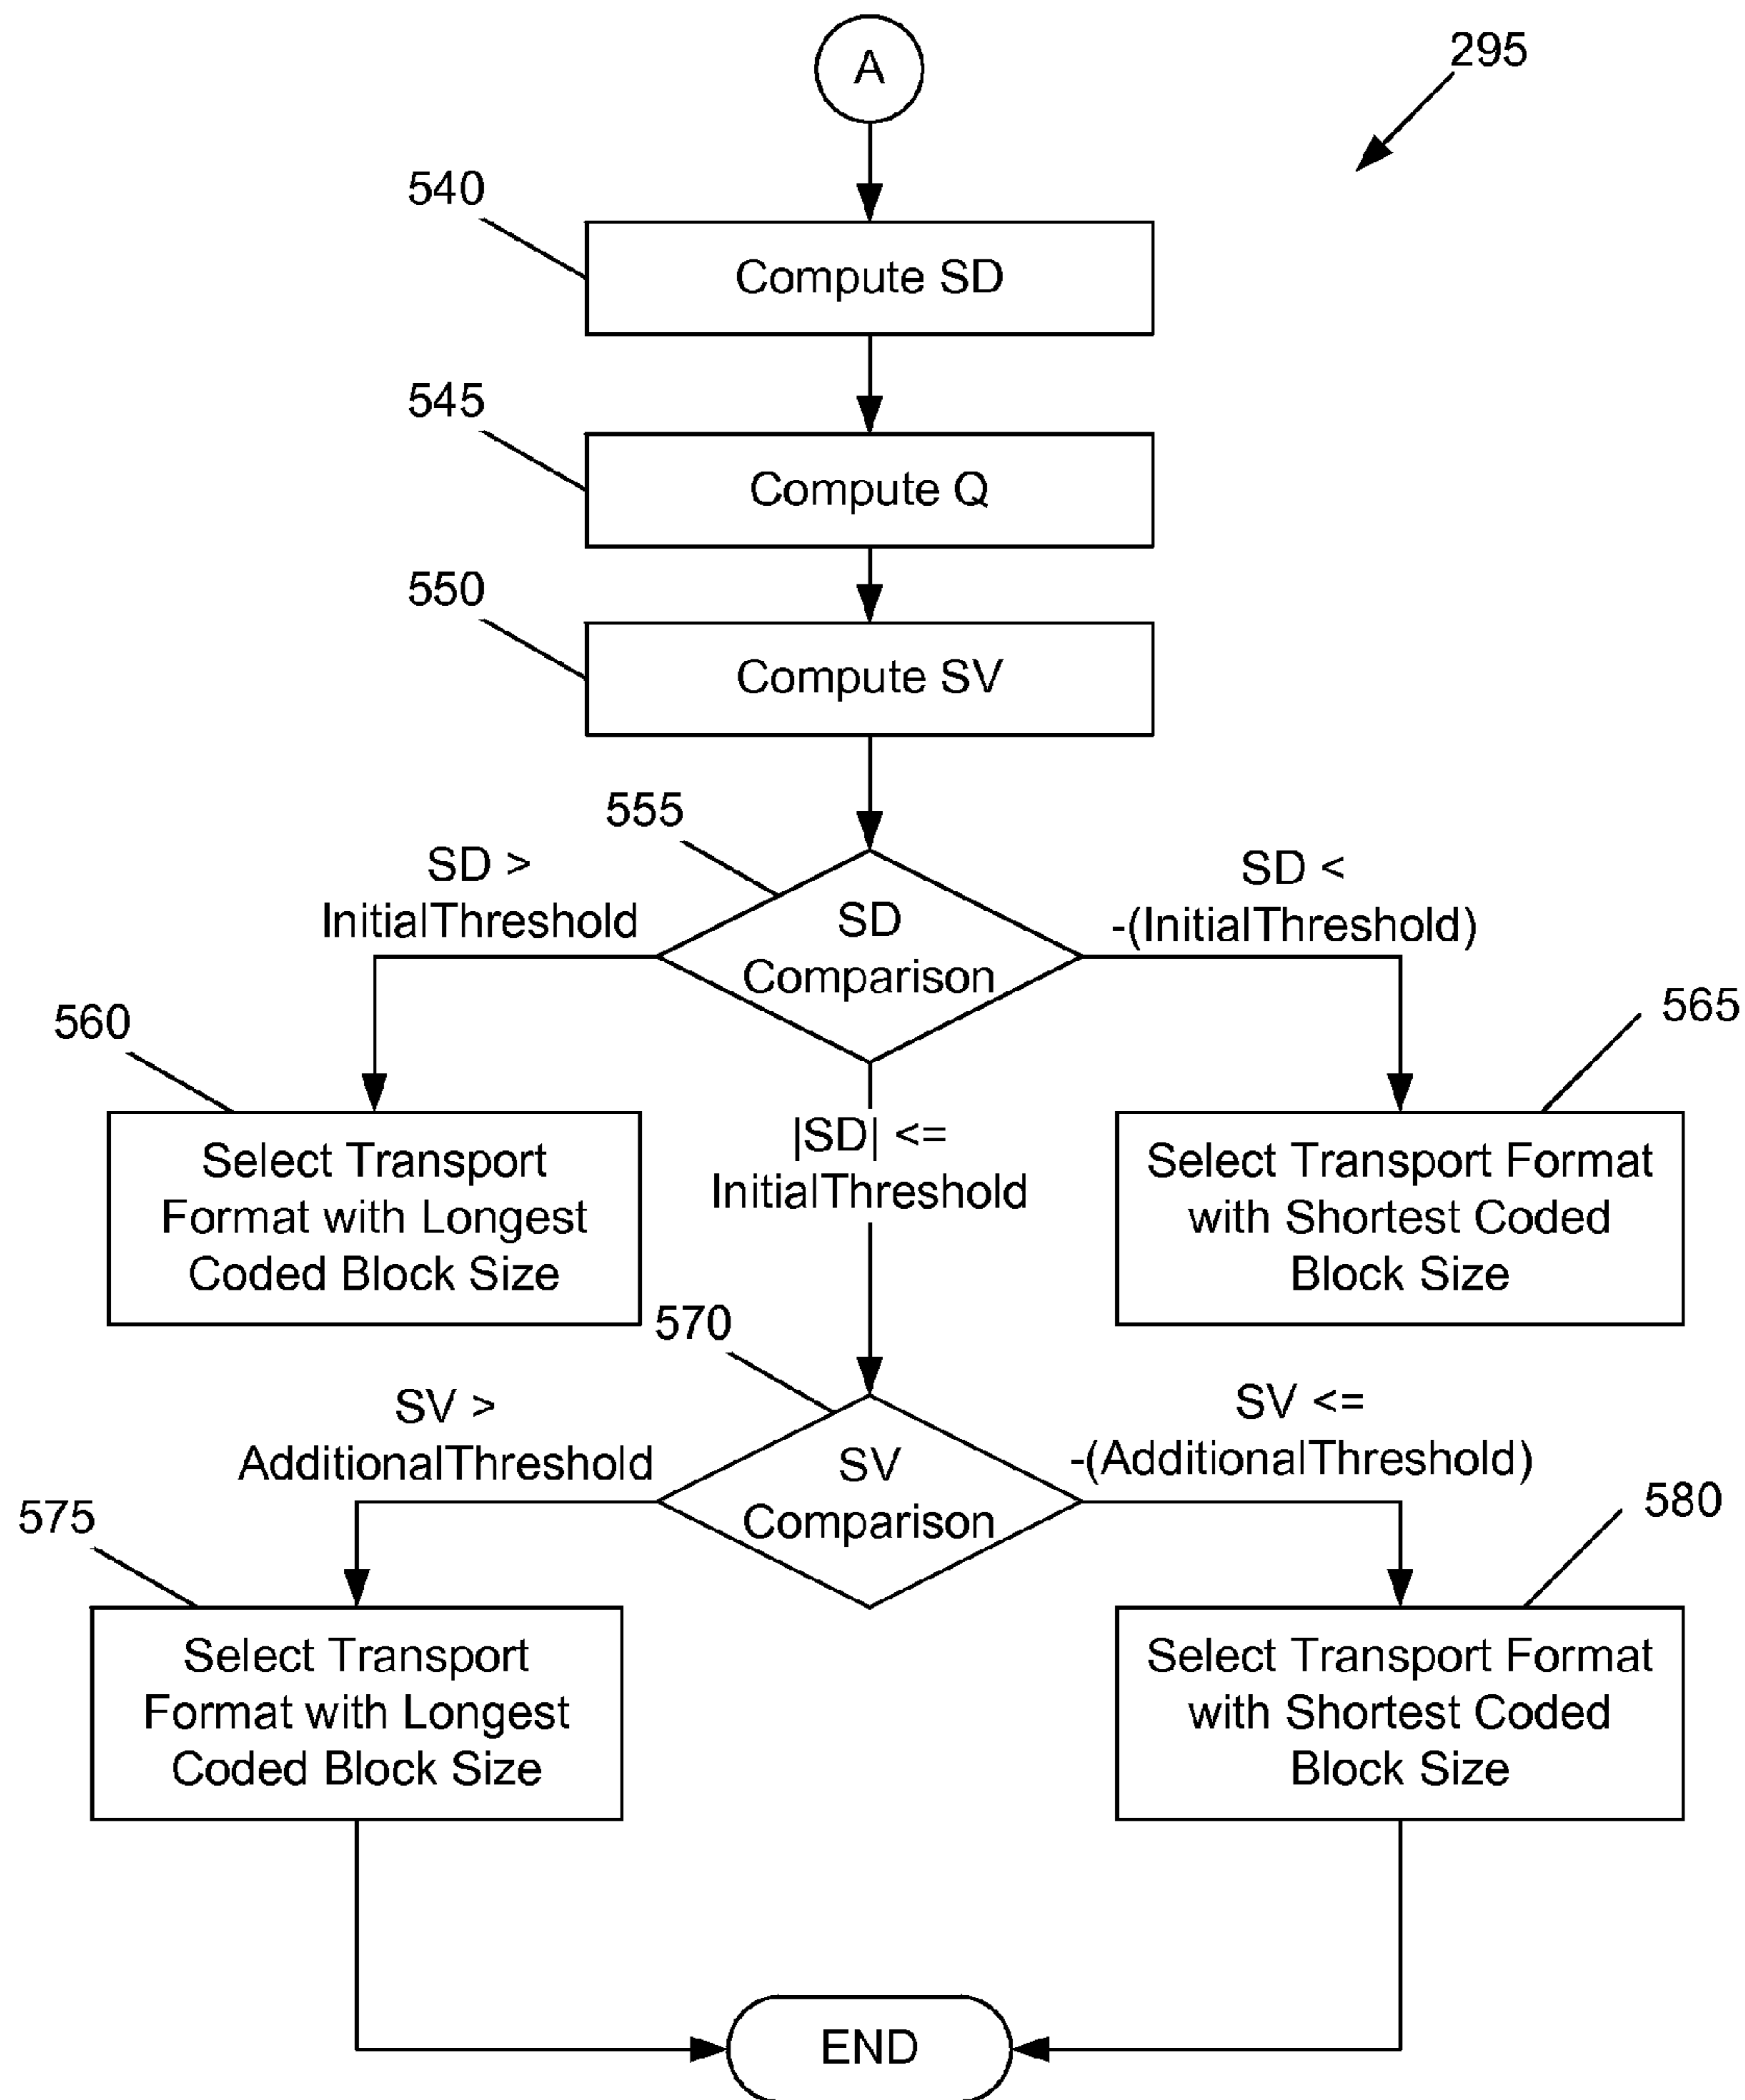 A
295
540
Compute SD
545
Compute Q
550
Compute SV
555
SD >
InitialThreshold
SD
Comparison
SD <
-(InitialThreshold)
560
565
Select Transport
Format with Longest
Coded Block Size
|SD| <=
InitialThreshold
Select Transport Format
with Shortest Coded
Block Size
570
SV >
AdditionalThreshold
SV
Comparison
SV <=
-(AdditionalThreshold)
575
580
Select Transport
Format with Longest
Coded Block Size
Select Transport Format
with Shortest Coded
Block Size
END